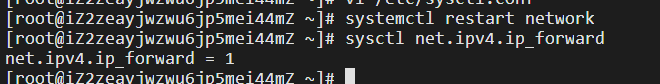 [root@iZ2zeayjwzwu6jp5mei44mZ ~]# vi /etc/sysctl.conf
[root@iZ2zeayjwzwu6jp5mei44mZ ~]# systemctl restart network
[root@iZ2zeayjwzwu6jp5mei44mZ ~]# sysctl net.ipv4.ip_forward
net.ipv4.ip_forward = 1
[root@iZ2zeayjwzwu6jp5mei44mZ ~]#